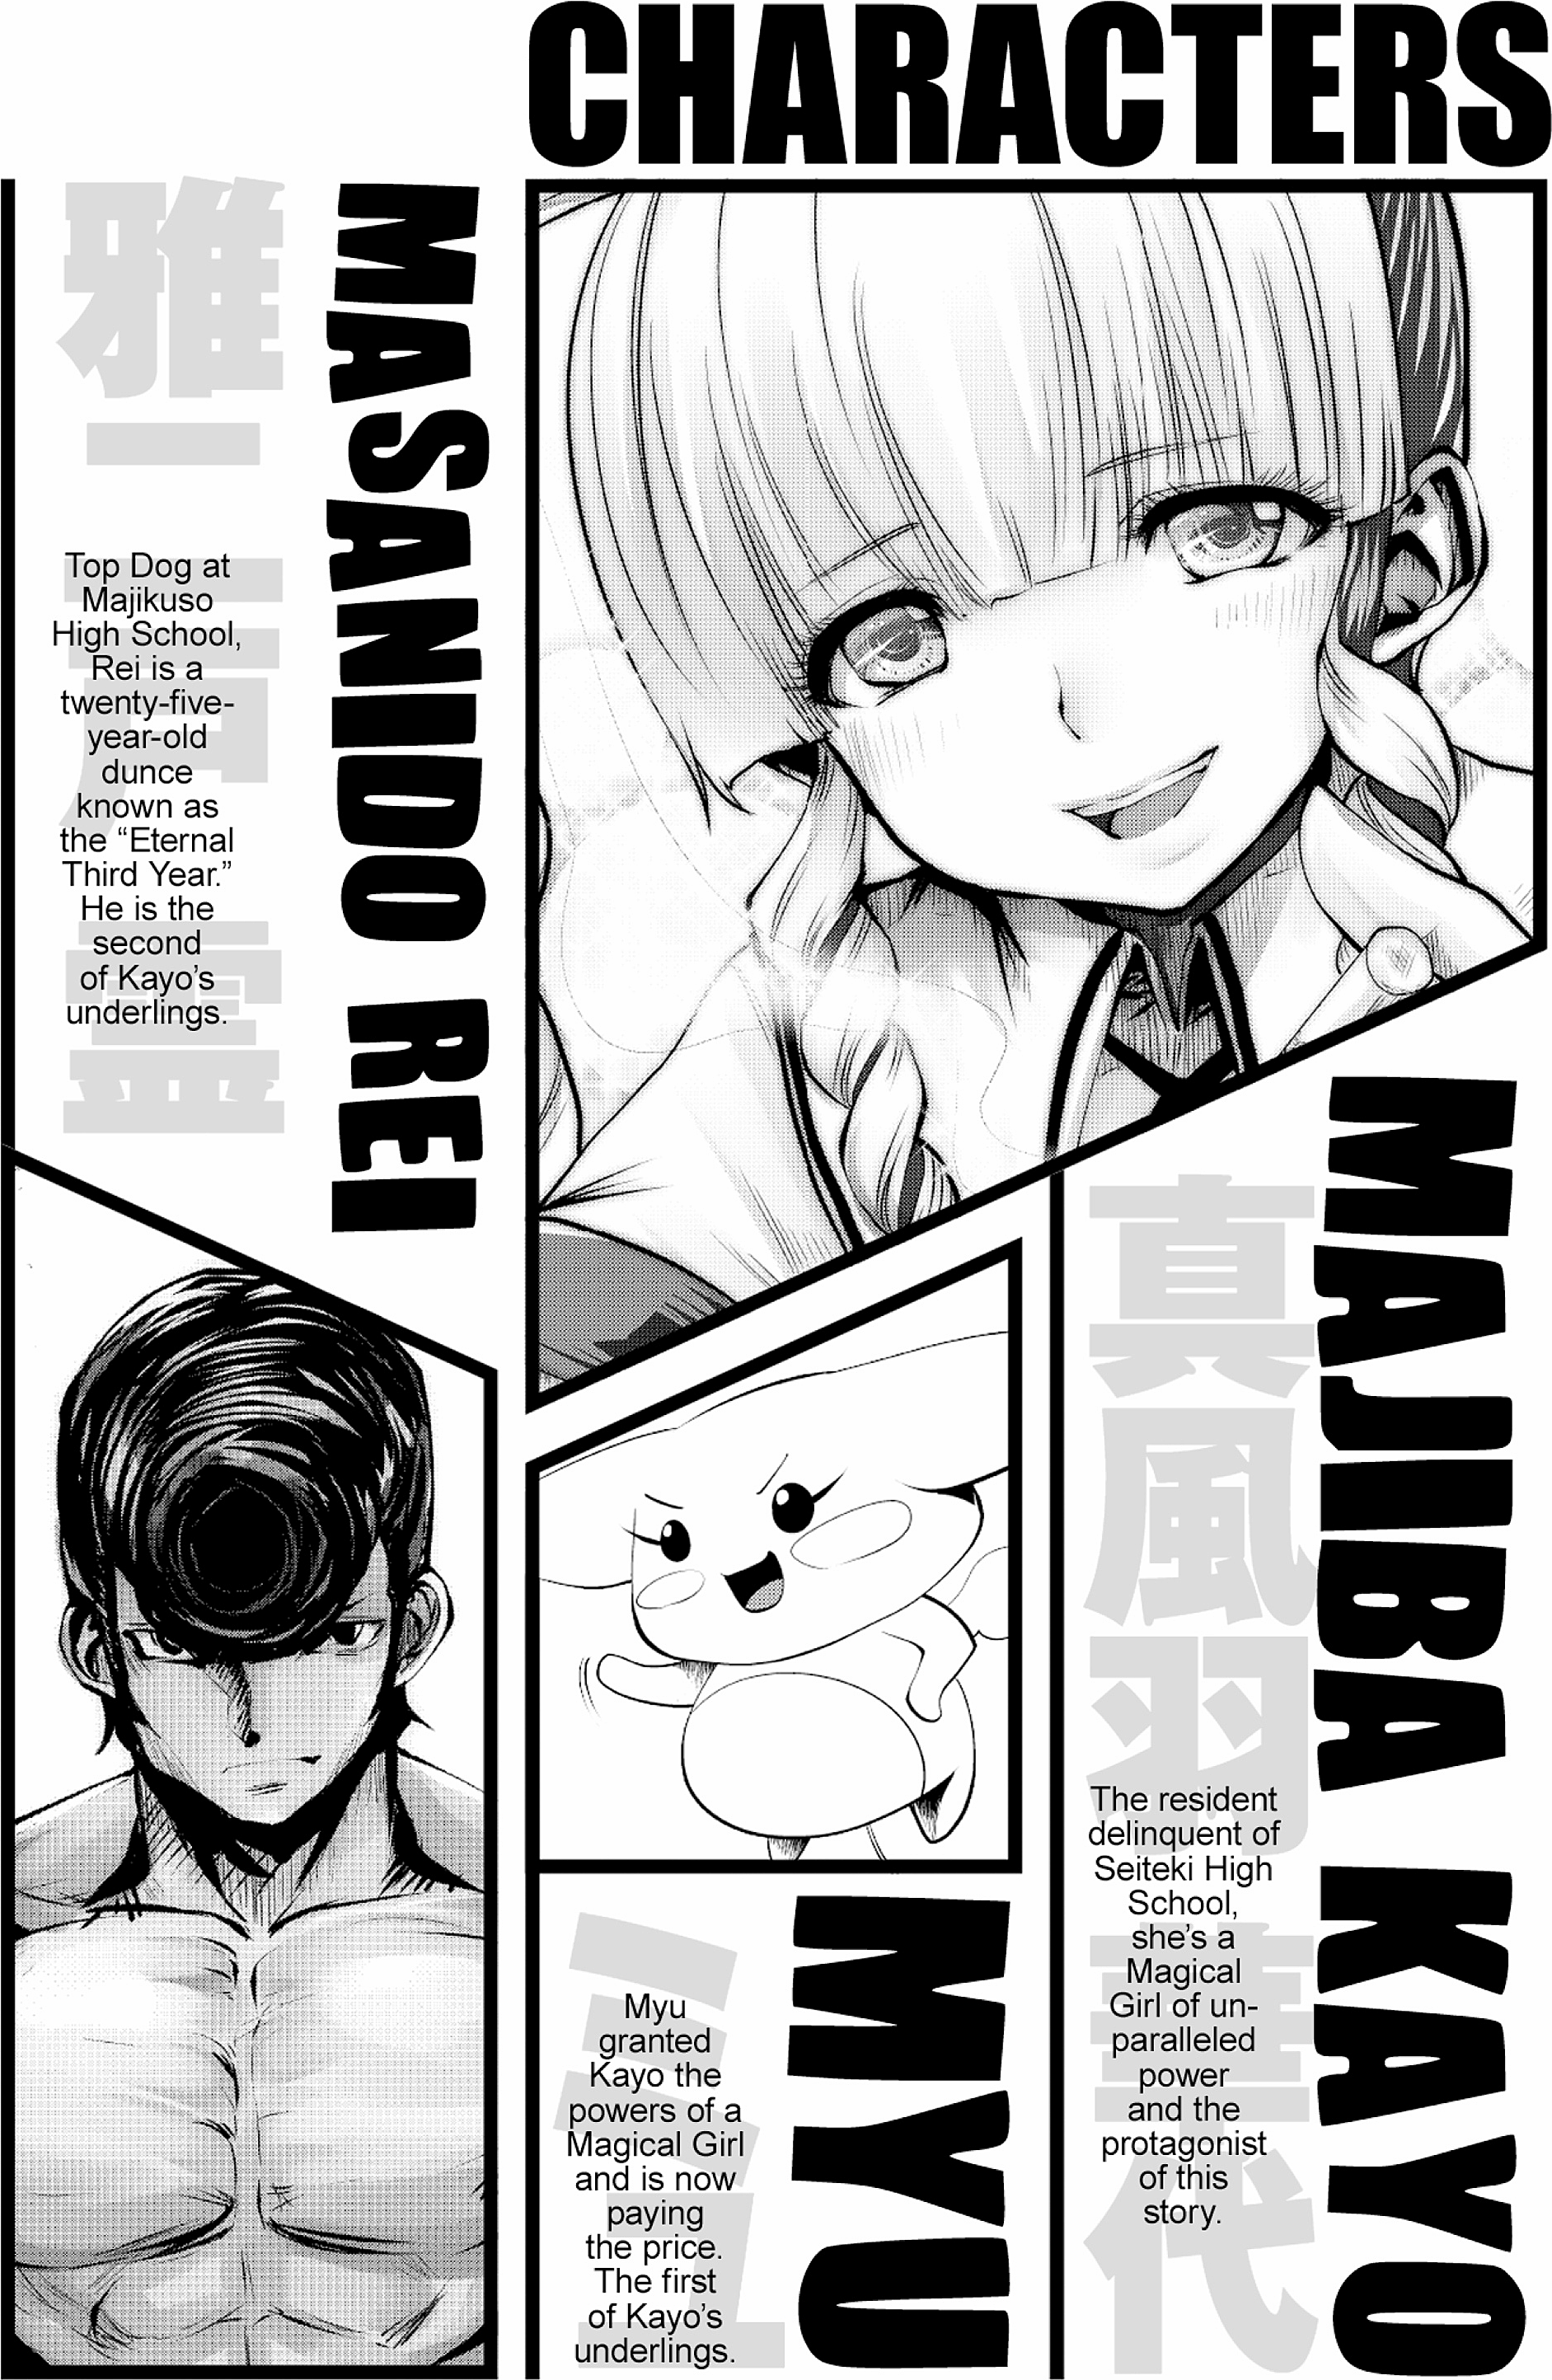 CHARACTERS
MAJIBA KAYO
真風羽華代
The resident
delinquent of
Seiteki High
School,
she's a
Magical
Girl of un-
paralleled
power
and the
protagonist
of this
story.
MYU
ミュ
Myu
granted
Kayo the
powers of a
Magical Girl
and is now
paying
the price.
The first
of Kayo's
underlings.
MASANIDO REI
雅一戸霊
Top Dog at
Majikuso
High School,
Rei is a
twenty-five-
year-old
dunce
known as
the “Eternal
Third Year.”
He is the
second
of Kayo's
underlings.